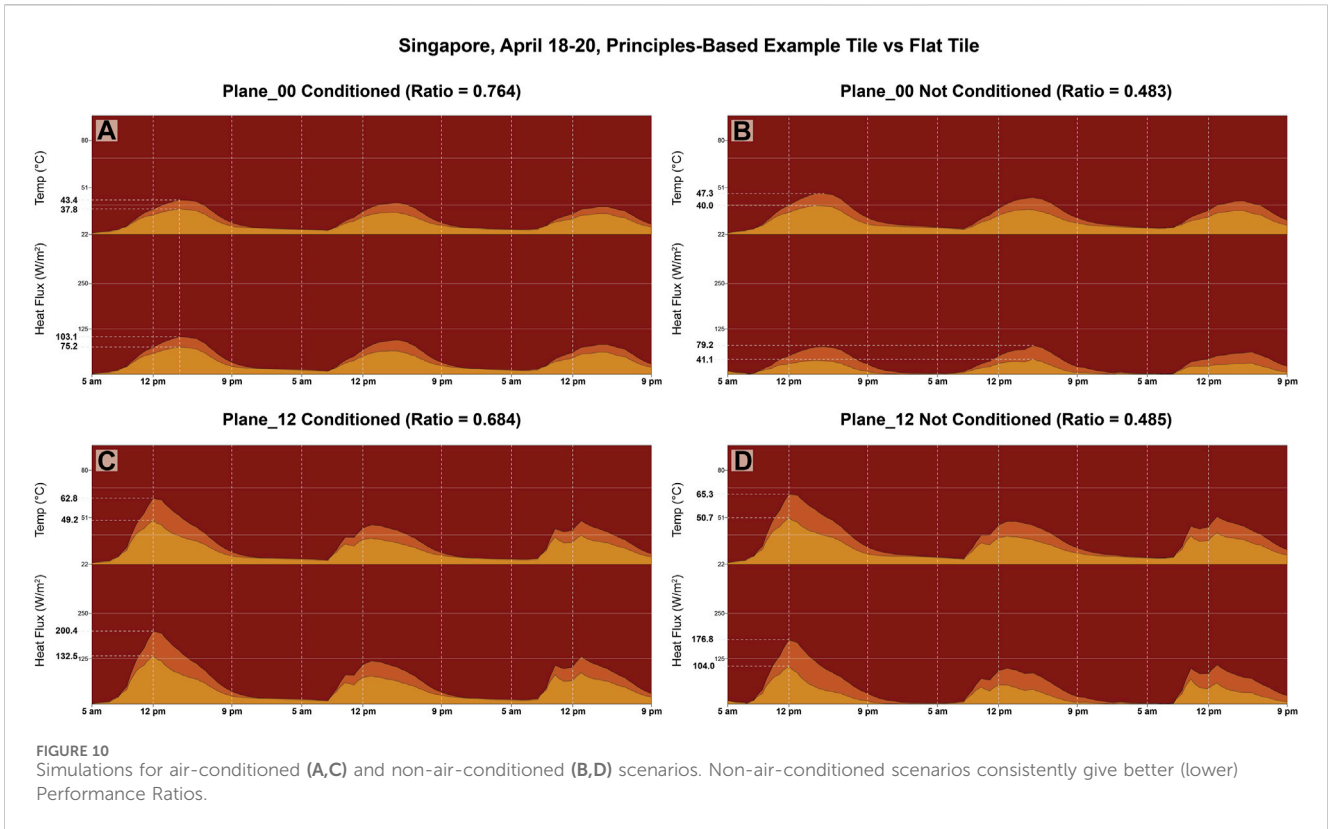 Singapore, April 18-20, Principles-Based Example Tile vs Flat Tile
Plane_00 Conditioned (Ratio = 0.764)
A
Temp (°C)
80
51
43.4
37.8
22
Heat Flux (W/m²)
250
125
103.1
75.2
5 am 12 pm 9 pm 5 am 12 pm 9 pm 5 am 12 pm 9 pm
Plane_00 Not Conditioned (Ratio = 0.483)
B
Temp (°C)
80
51
47.3
40.0
22
Heat Flux (W/m²)
250
125
79.2
41.1
5 am 12 pm 9 pm 5 am 12 pm 9 pm 5 am 12 pm 9 pm
Plane_12 Conditioned (Ratio = 0.684)
C
Temp (°C)
80
62.8
51
49.2
22
Heat Flux (W/m²)
250
200.4
132.5
125
5 am 12 pm 9 pm 5 am 12 pm 9 pm 5 am 12 pm 9 pm
Plane_12 Not Conditioned (Ratio = 0.485)
D
Temp (°C)
80
65.3
51
50.7
22
Heat Flux (W/m²)
250
176.8
125
104.0
5 am 12 pm 9 pm 5 am 12 pm 9 pm 5 am 12 pm 9 pm
FIGURE 10
Simulations for air-conditioned (A,C) and non-air-conditioned (B,D) scenarios. Non-air-conditioned scenarios consistently give better (lower)
Performance Ratios.